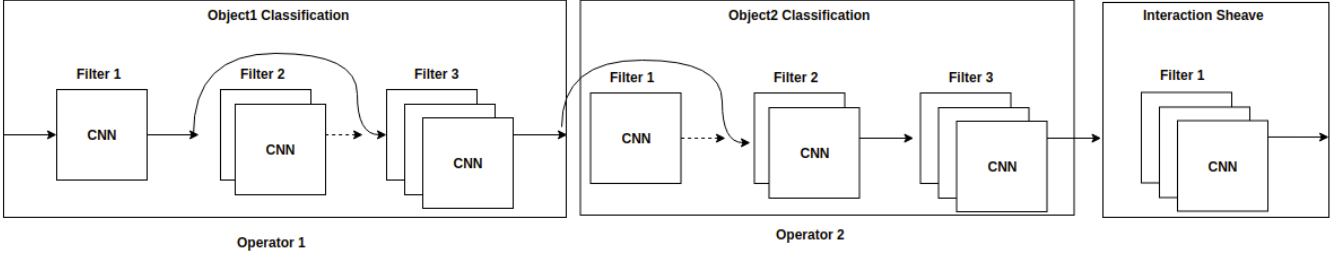 Object1 Classification
Object2 Classification
Interaction Sheave
Filter 1
Filter 2
Filter 3
Filter 1
Filter 2
Filter 3
Filter 1
CNN
CNN
CNN
CNN
CNN
CNN
CNN
Operator 1
Operator 2